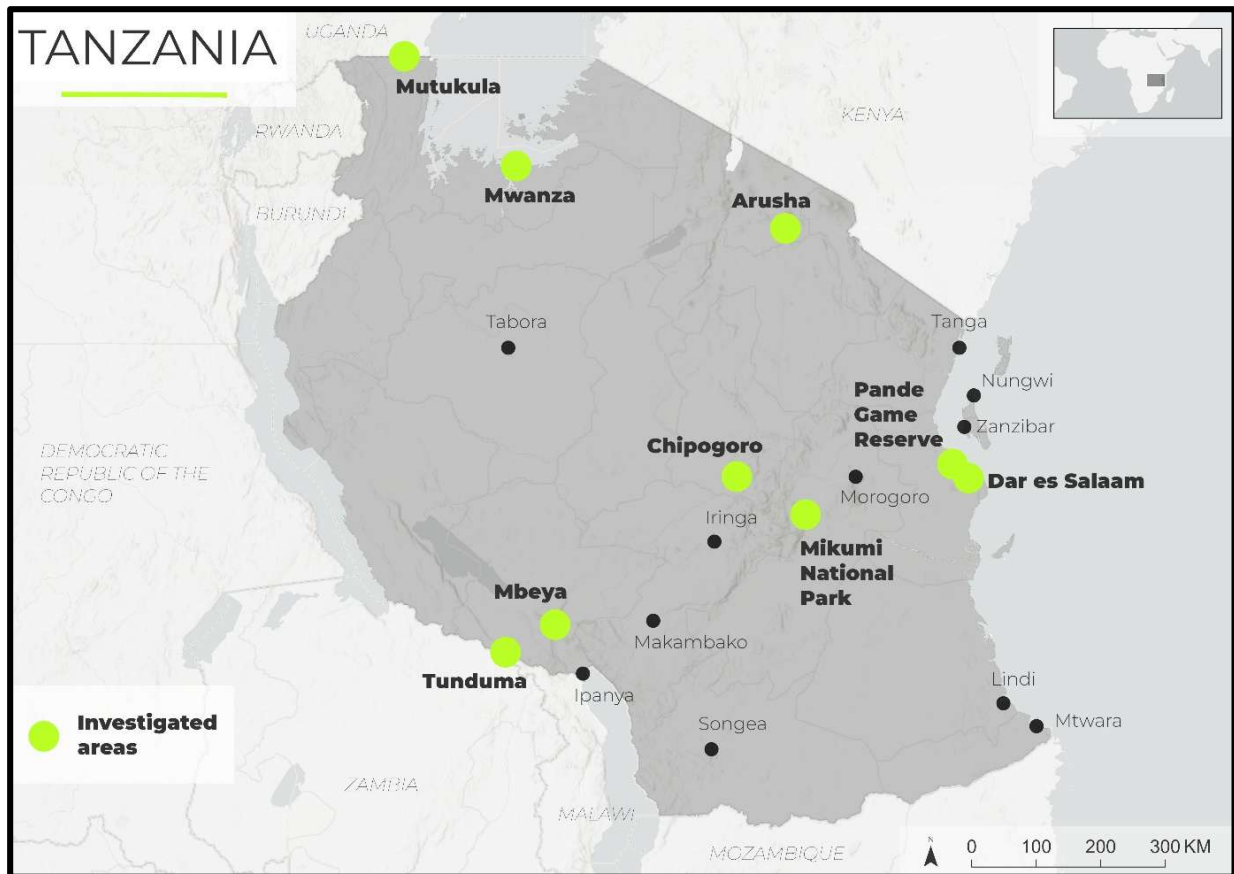 TANZANIA
UGANDA
Mutukula
RWANDA
KENYA
Mwanza
BURUNDI
Arusha
Tabora
Tanga
Nungwi
Pande
Game
Reserve
Zanzibar
DEMOCRATIC
REPUBLIC OF THE
CONGO
Chipogoro
Dar es Salaam
Morogoro
Iringa
Mikumi
National
Park
Mbeya
Makambako
Tunduma
Ipanya
Lindi
Investigated
areas
Songea
Mtwara
ZAMBIA
MALAWI
MOZAMBIQUE
N
0 100 200 300 KM